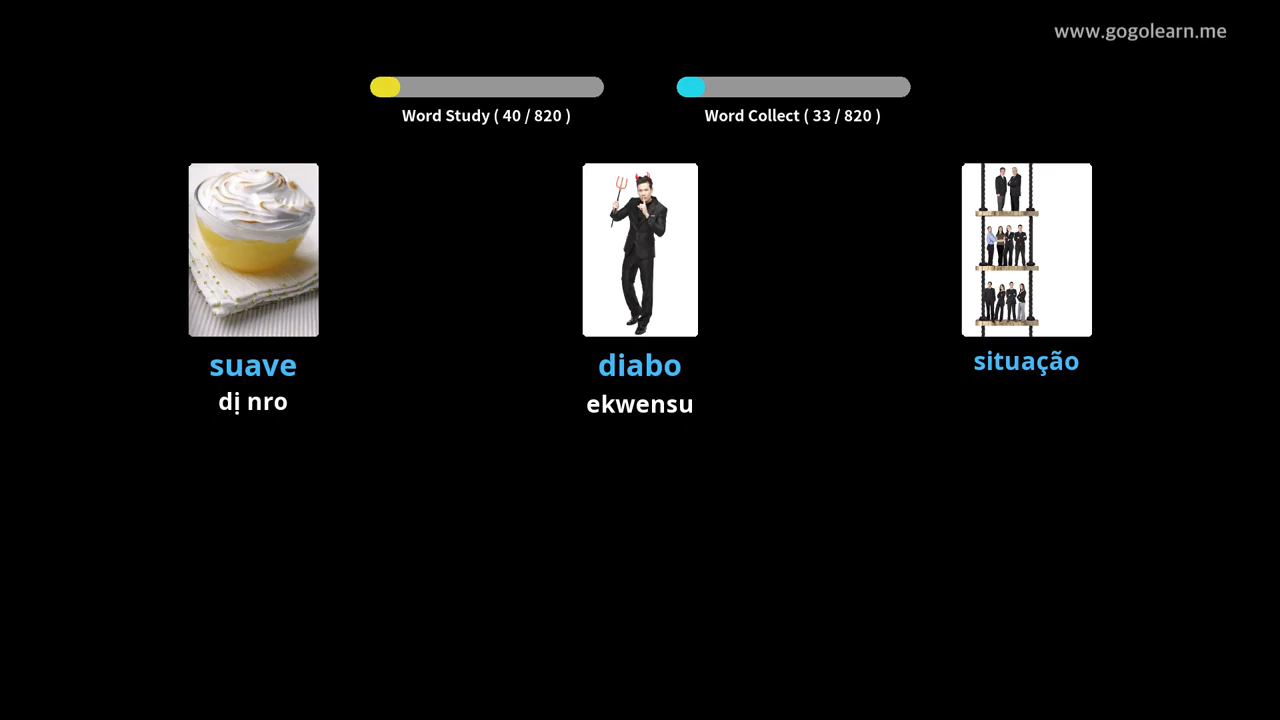 www.gogolearn.me
Word Study ( 40 / 820 )
Word Collect ( 33 / 820 )
suave
dị nro
diabo
ekwensu
situação